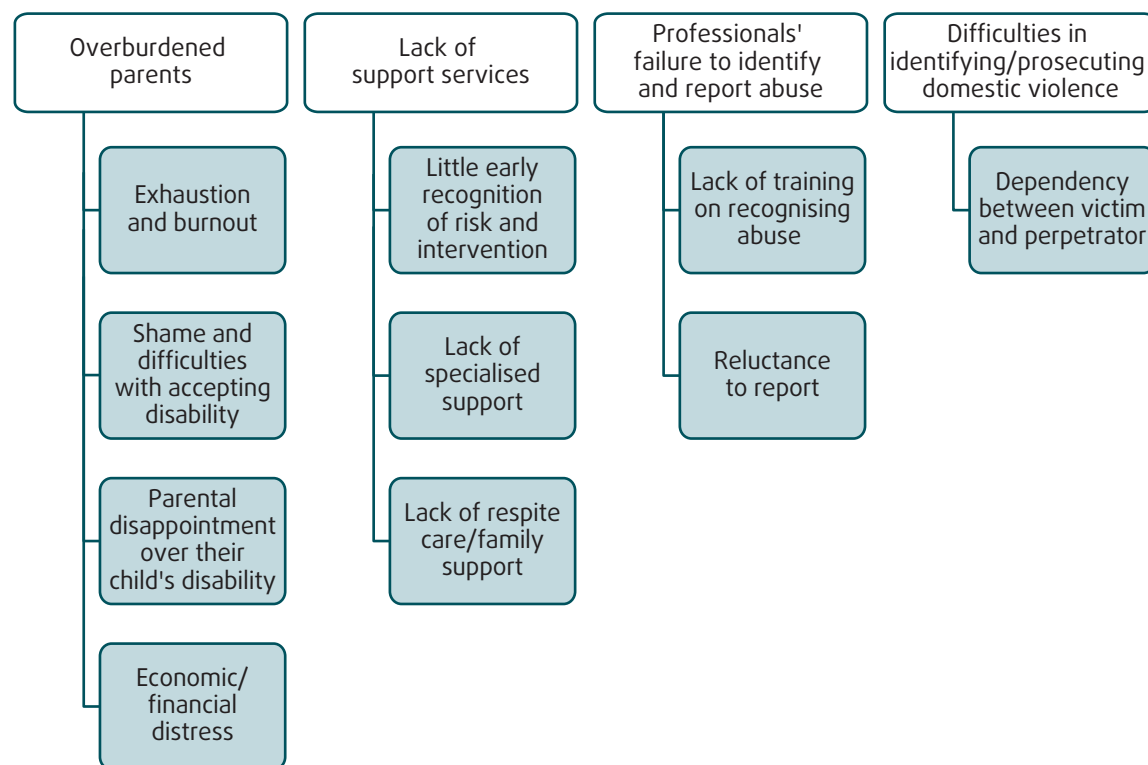 Overburdened
parents
Exhaustion
and burnout
Shame and
difficulties
with accepting
disability
Parental
disappointment
over their
child's disability
Economic/
financial
distress
Lack of
support services
Little early
recognition
of risk and
intervention
Lack of
specialised
support
Lack of respite
care/family
support
Professionals'
failure to identify
and report abuse
Lack of training
on recognising
abuse
Reluctance
to report
Difficulties in
identifying/prosecuting
domestic violence
Dependency
between victim
and perpetrator